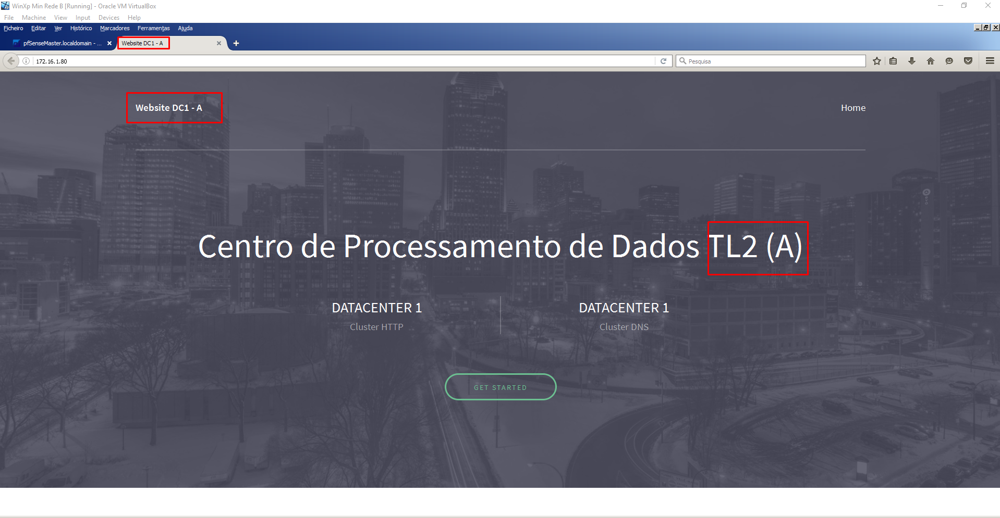 WinXp Min Rede B [Running] - Oracle VM VirtualBox
File Machine View Input Devices Help
Ficheiro Editar Ver Histórico Marcadores Ferramentas Ajuda
pfSenseMaster.localdomain - ... Website DC1 - A
172.16.1.80 Pesquisa
Website DC1 - A Home
Centro de Processamento de Dados TL2 (A)
DATACENTER 1 DATACENTER 1
Cluster HTTP Cluster DNS
GET STARTED